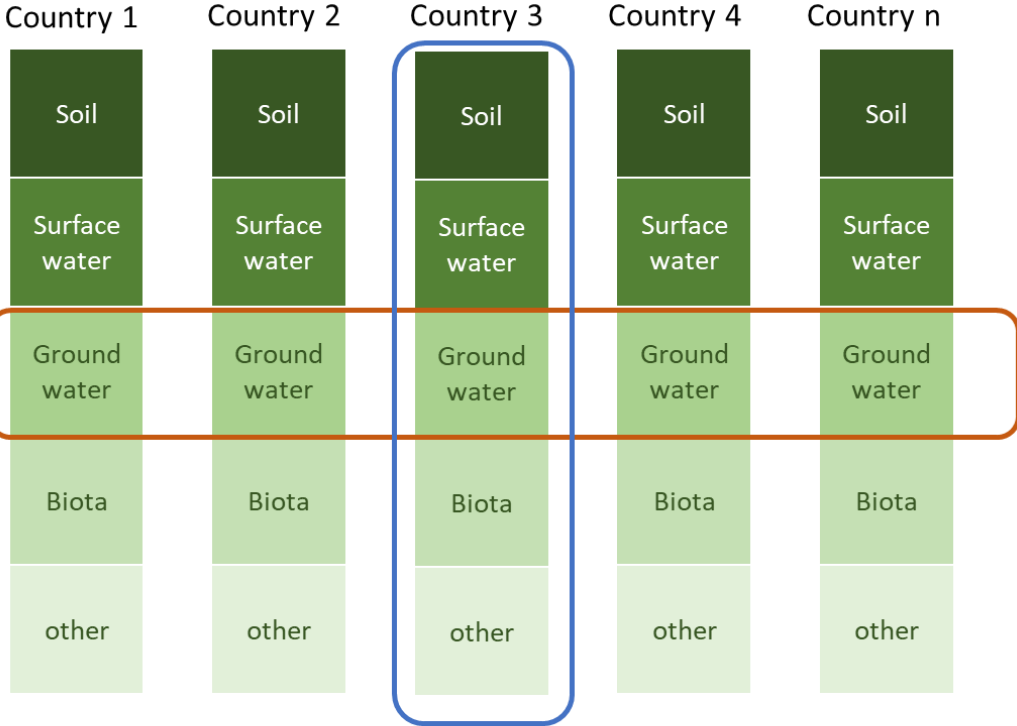 Country 1 Country 2 Country 3 Country 4 Country n
Soil Soil Soil Soil Soil
Surface Surface Surface Surface Surface
water water water water water
Ground Ground Ground Ground Ground
water water water water water
Biota Biota Biota Biota Biota
other other other other other